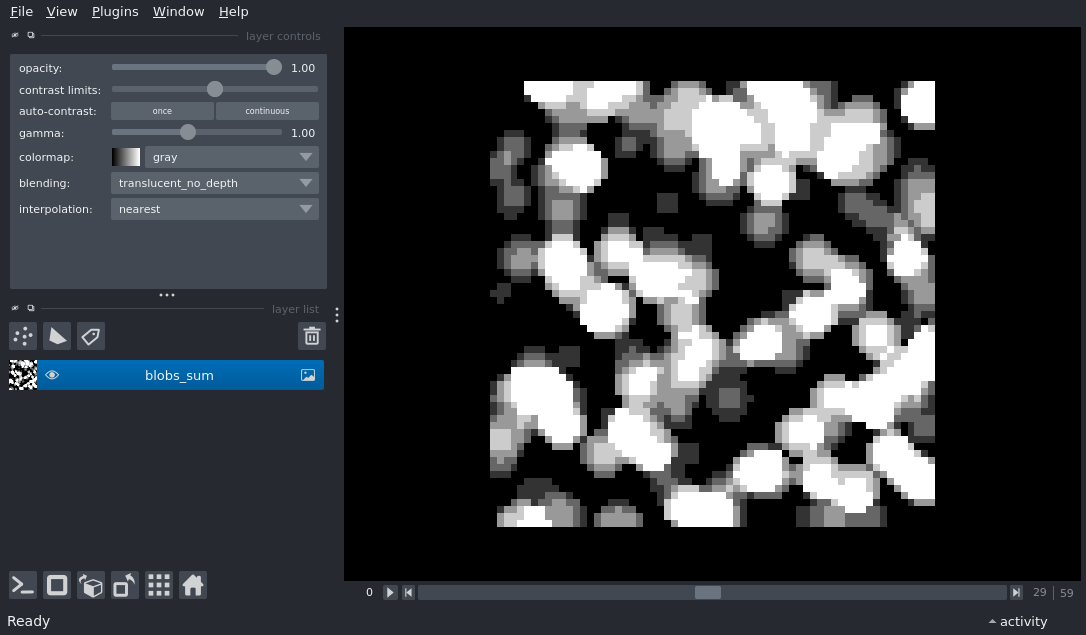 File View Plugins Window Help
layer controls
opacity: 1.00
contrast limits:
auto-contrast: once continuous
gamma: 1.00
colormap: gray
blending: translucent_no_depth
interpolation: nearest
layer list
blobs_sum
0 29 59
Ready activity